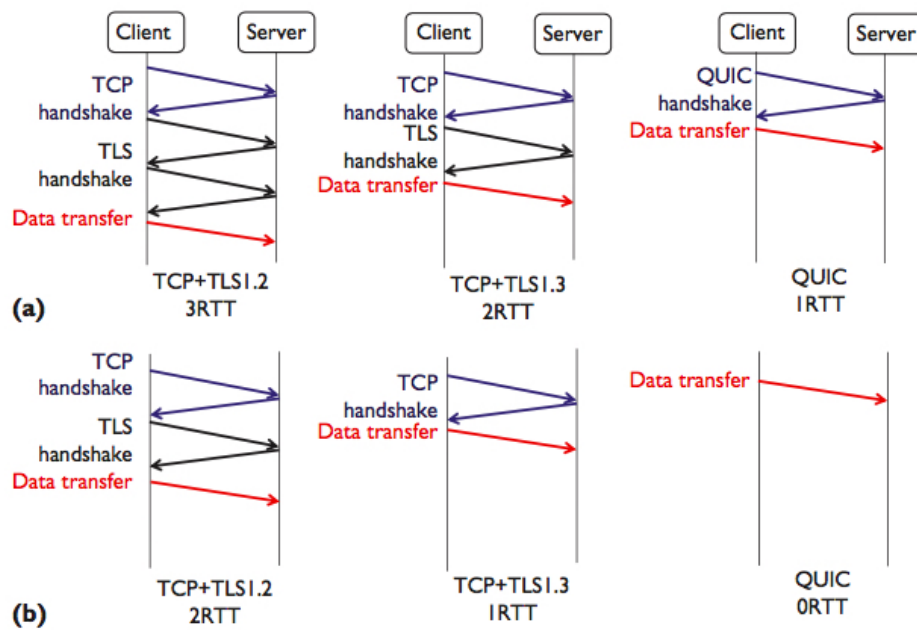 Client Server
TCP
handshake
TLS
handshake
Data transfer
TCP+TLS1.2
3RTT
Client Server
TCP
handshake
TLS
handshake
Data transfer
TCP+TLS1.3
2RTT
Client Server
QUIC
handshake
Data transfer
QUIC
1RTT
(a)
TCP
handshake
TLS
handshake
Data transfer
TCP+TLS1.2
2RTT
TCP
handshake
Data transfer
TCP+TLS1.3
1RTT
Data transfer
QUIC
0RTT
(b)